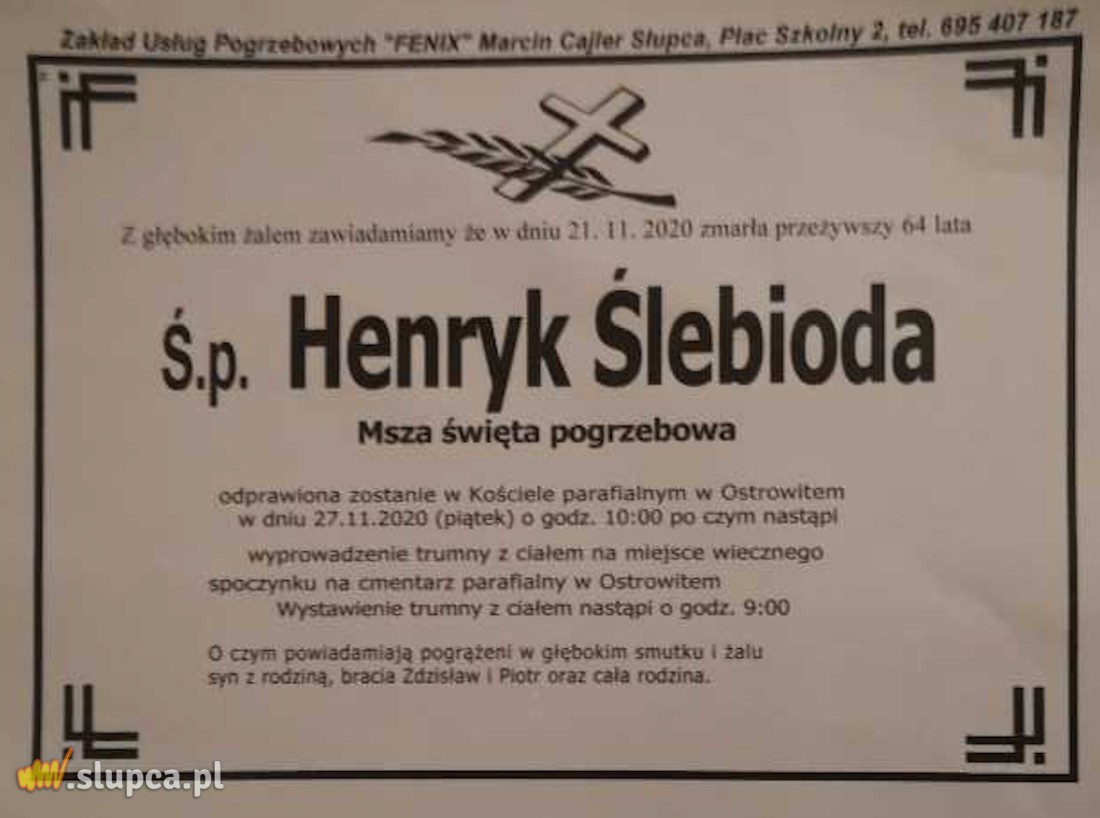 Zakład Usług Pogrzebowych "FENIX" Marcin Cajler Słupca, Plac Szkolny 2, tel. 695 407 187
Z głębokim żalem zawiadamiamy że w dniu 21. 11. 2020 zmarła przeżywszy 64 lata
Ś.p. Henryk Ślebioda
Msza święta pogrzebowa
odprawiona zostanie w Kościele parafialnym w Ostrowitem
w dniu 27.11.2020 (piątek) o godz. 10:00 po czym nastąpi
wyprowadzenie trumny z ciałem na miejsce wiecznego
spoczynku na cmentarz parafialny w Ostrowitem
Wystawienie trumny z ciałem nastąpi o godz. 9:00
O czym powiadamiają pogrążeni w głębokim smutku i żalu
syn z rodziną, bracia Zdzisław i Piotr oraz cała rodzina.
.slupca.pl